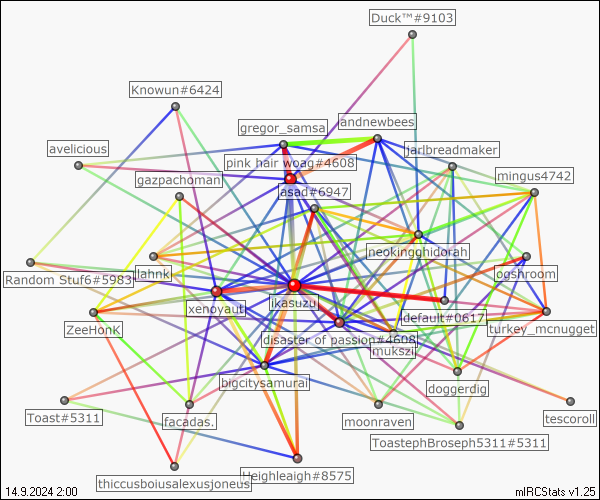 Duck™#9103
Knowun#6424
gregor_samsa
andnewbees
avelicious
pink hair woag#4608
jarlbreadmaker
gazpachoman
asad#6947
mingus4742
neokingghidorah
lahnk
Random Stuf6#5983
ogshroom
xenoyauti
ikasuzui
default#0617
ZeeHonk
disaster of passion#4608
turkey_mcnugget
mukszi
bigcitysamurai
doggerdig
Toast#5311
facadas.
moonraven
tescoroll
ToastephBroseph5311#5311
thiccusboiusalexusjoneus
Heighleaigh#8575
14.9.2024 2:00
mIRCStats v1.25